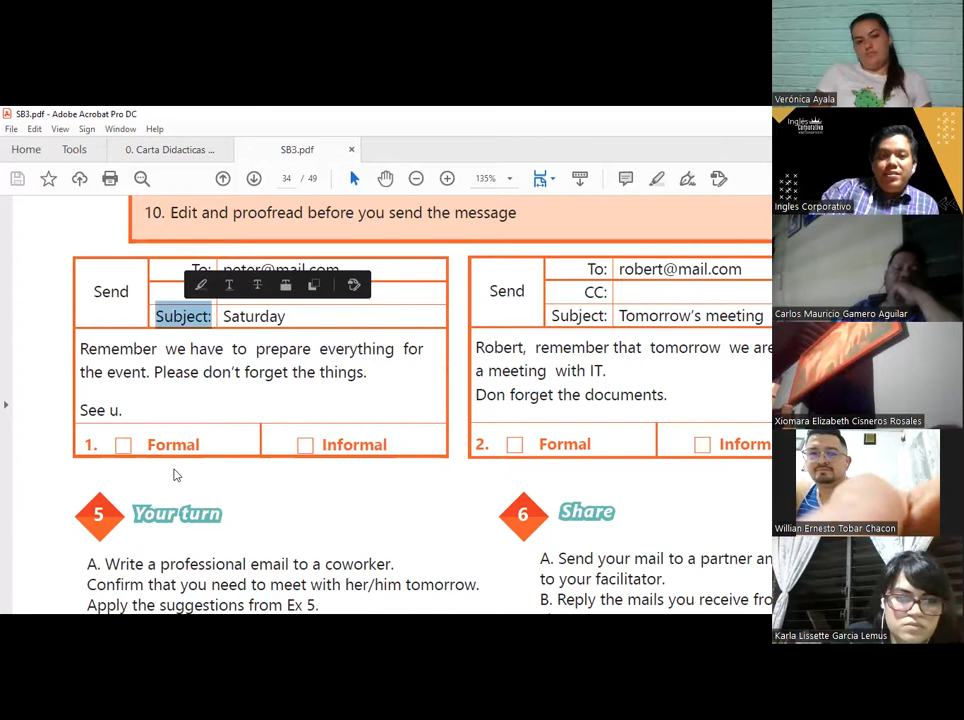 SB3.pdf - Adobe Acrobat Pro DC
File Edit View Sign Window Help
Home Tools 0. Carta Didacticas ... SB3.pdf ×
34 / 49 135%
10. Edit and proofread before you send the message
Send
To: peter@mail.com
Subject: Saturday
Remember we have to prepare everything for
the event. Please don't forget the things.
See u.
1. Formal Informal
Send
To: robert@mail.com
CC:
Subject: Tomorrow's meeting
Robert, remember that tomorrow we are
a meeting with IT.
Don forget the documents.
2. Formal Inform
5 Your turn
A. Write a professional email to a coworker.
Confirm that you need to meet with her/him tomorrow.
Apply the suggestions from Ex 5.
6 Share
A. Send your mail to a partner an
to your facilitator.
B. Reply the mails you receive fro
Verónica Ayala
Inglés
Corporativo
Ingles Corporativo
Carlos Mauricio Gamero Aguilar
Xiomara Elizabeth Cisneros Rosales
Willian Ernesto Tobar Chacon
Karla Lissette Garcia Lemus